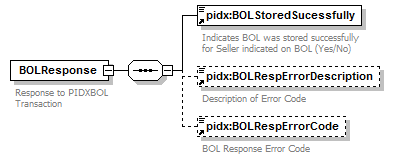 pidx:BOLStoredSucessfully
Indicates BOL was stored successfully
for Seller indicated on BOL (Yes/No)
BOLResponse
Response to PIDXBOL
Transaction
pidx:BOLRespErrorDescription
Description of Error Code
pidx:BOLRespErrorCode
BOL Response Error Code